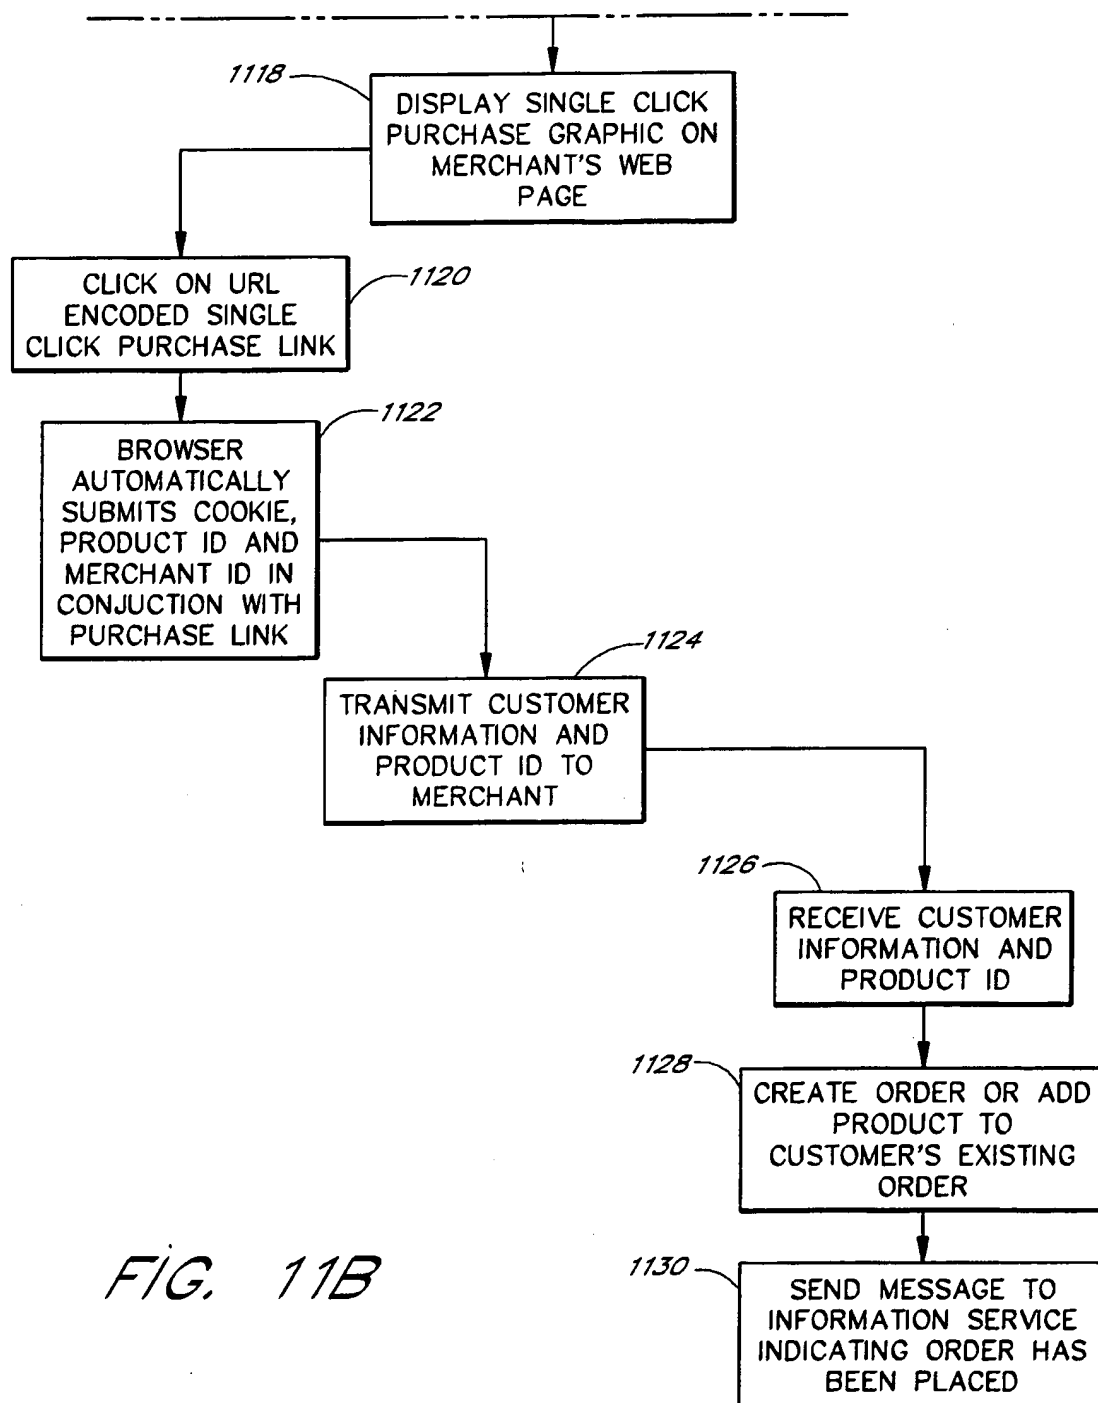 1118
DISPLAY SINGLE CLICK
PURCHASE GRAPHIC ON
MERCHANT'S WEB
PAGE
1120
CLICK ON URL
ENCODED SINGLE
CLICK PURCHASE LINK
1122
BROWSER
AUTOMATICALLY
SUBMITS COOKIE,
PRODUCT ID AND
MERCHANT ID IN
CONJUCTION WITH
PURCHASE LINK
1124
TRANSMIT CUSTOMER
INFORMATION AND
PRODUCT ID TO
MERCHANT
1126
RECEIVE CUSTOMER
INFORMATION AND
PRODUCT ID
1128
CREATE ORDER OR ADD
PRODUCT TO
CUSTOMER'S EXISTING
ORDER
1130
SEND MESSAGE TO
INFORMATION SERVICE
INDICATING ORDER HAS
BEEN PLACED
FIG. 11B